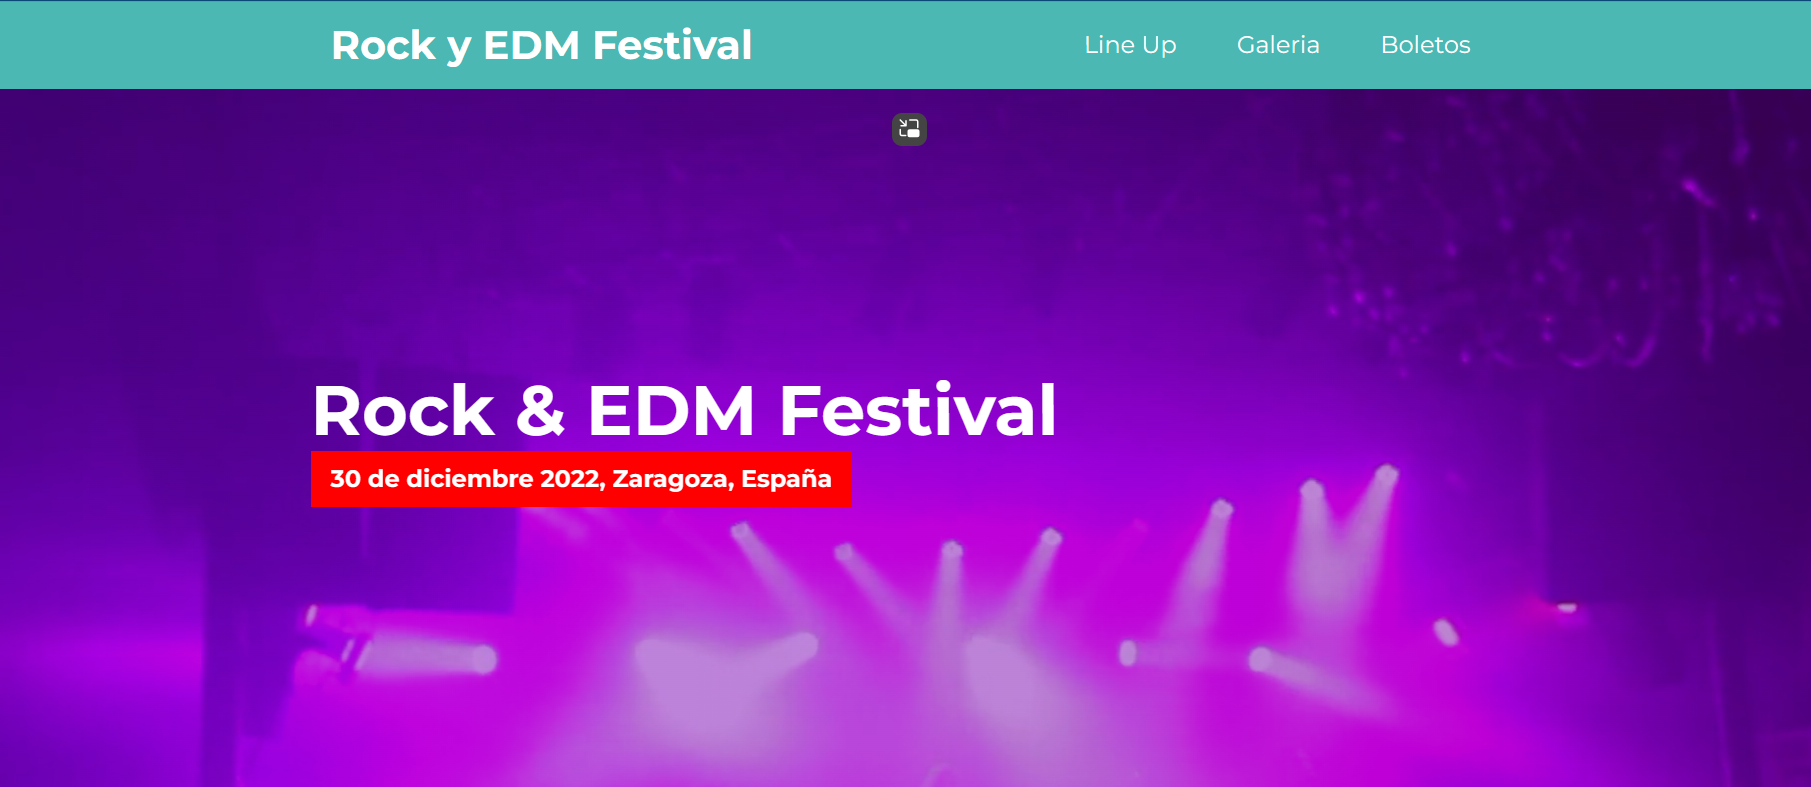 Rock y EDM Festival
Line Up Galeria Boletos
Rock & EDM Festival
30 de diciembre 2022, Zaragoza, España